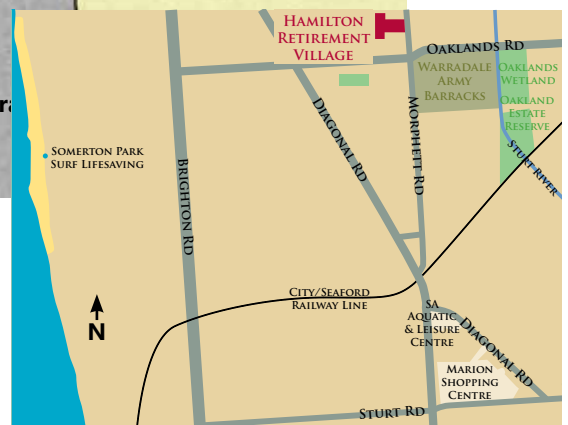 Hamilton
Retirement
Village
Oaklands Rd
Warradale
Army
Barracks
Oaklands
Wetland
Oakland
Estate
Reserve
Sturt River
Diagonal Rd
Morphett Rd
Brighton Rd
Somerton Park
Surf Lifesaving
City/Seaford
Railway Line
N
SA
Aquatic
& Leisure
Centre
Diagonal Rd
Marion
Shopping
Centre
Sturt Rd